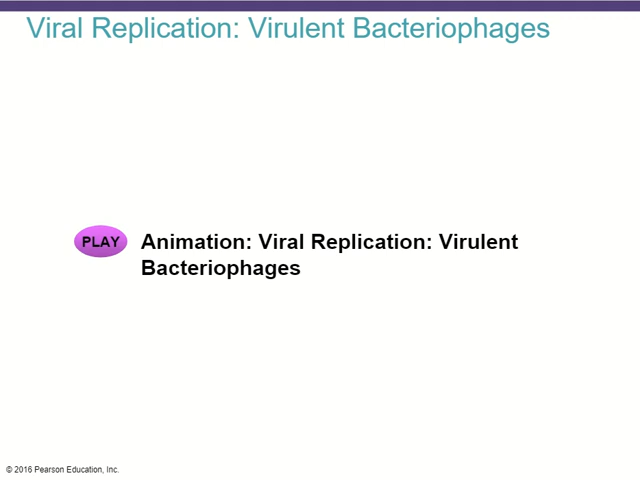 Viral Replication: Virulent Bacteriophages
PLAY Animation: Viral Replication: Virulent
Bacteriophages
© 2016 Pearson Education, Inc.